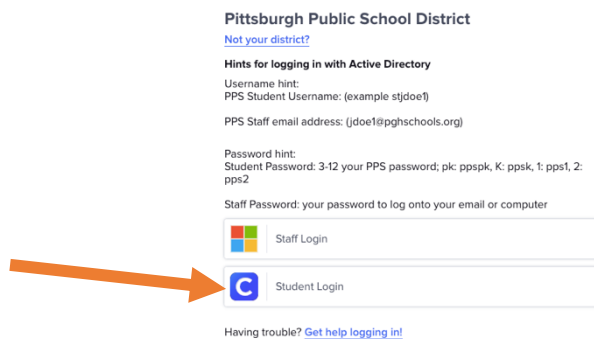 Pittsburgh Public School District
Not your district?
Hints for logging in with Active Directory
Username hint:
PPS Student Username: (example stjdoe1)
PPS Staff email address: (jdoe1@pghschools.org)
Password hint:
Student Password: 3-12 your PPS password; pk: ppspk, K: ppsk, 1: pps1, 2:
pps2
Staff Password: your password to log onto your email or computer
Staff Login
C Student Login
Having trouble? Get help logging in!